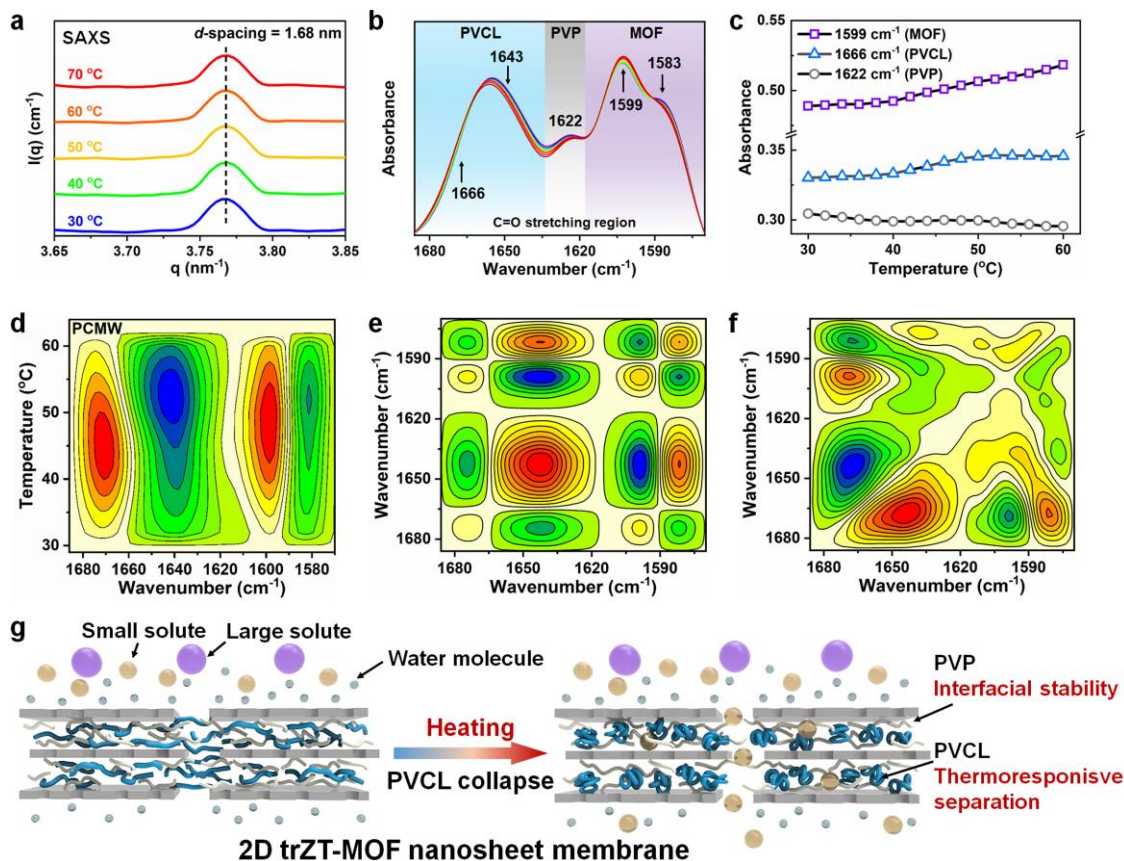 a
SAXS
d-spacing = 1.68 nm
70 °C
60 °C
50 °C
40 °C
30 °C
I(q) (cm⁻¹)
3.65 3.70 3.75 3.80 3.85
q (nm⁻¹)
b
PVCL PVP MOF
1643
1583
1622
1599
1666
C=O stretching region
Absorbance
1680 1650 1620 1590
Wavenumber (cm⁻¹)
c
1599 cm⁻¹ (MOF)
1666 cm⁻¹ (PVCL)
1622 cm⁻¹ (PVP)
Absorbance
0.55
0.50
0.35
0.30
30 40 50 60
Temperature (°C)
d
PCMW
Temperature (°C)
60
50
40
30
1680 1660 1640 1620 1600 1580
Wavenumber (cm⁻¹)
e
Wavenumber (cm⁻¹)
1590
1620
1650
1680
1680 1650 1620 1590
Wavenumber (cm⁻¹)
f
Wavenumber (cm⁻¹)
1590
1620
1650
1680
1680 1650 1620 1590
Wavenumber (cm⁻¹)
g
Small solute
Large solute
Water molecule
Heating
PVCL collapse
PVP
Interfacial stability
PVCL
Thermoresponisve
separation
2D trZT-MOF nanosheet membrane